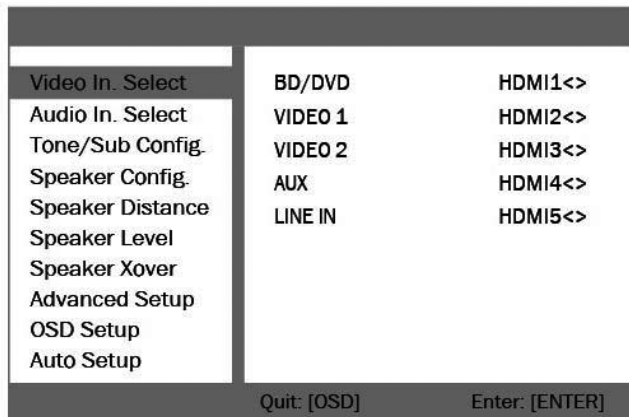 Video In. Select
Audio In. Select
Tone/Sub Config.
Speaker Config.
Speaker Distance
Speaker Level
Speaker Xover
Advanced Setup
OSD Setup
Auto Setup
BD/DVD HDMI1<>
VIDEO 1 HDMI2<>
VIDEO 2 HDMI3<>
AUX HDMI4<>
LINE IN HDMI5<>
Quit: [OSD] Enter: [ENTER]